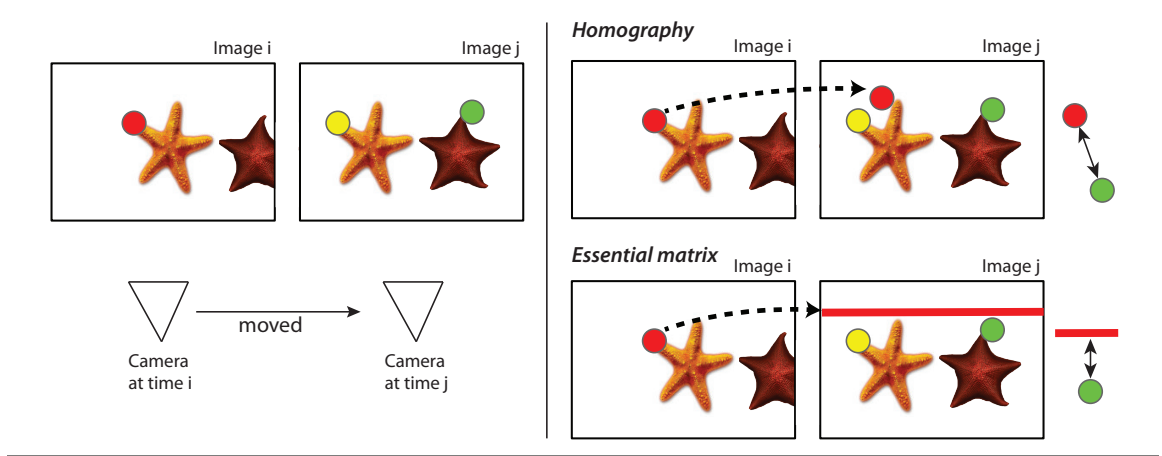 Image i
Image j
moved
Camera
at time i
Camera
at time j
Homography
Image i
Image j
Essential matrix
Image i
Image j